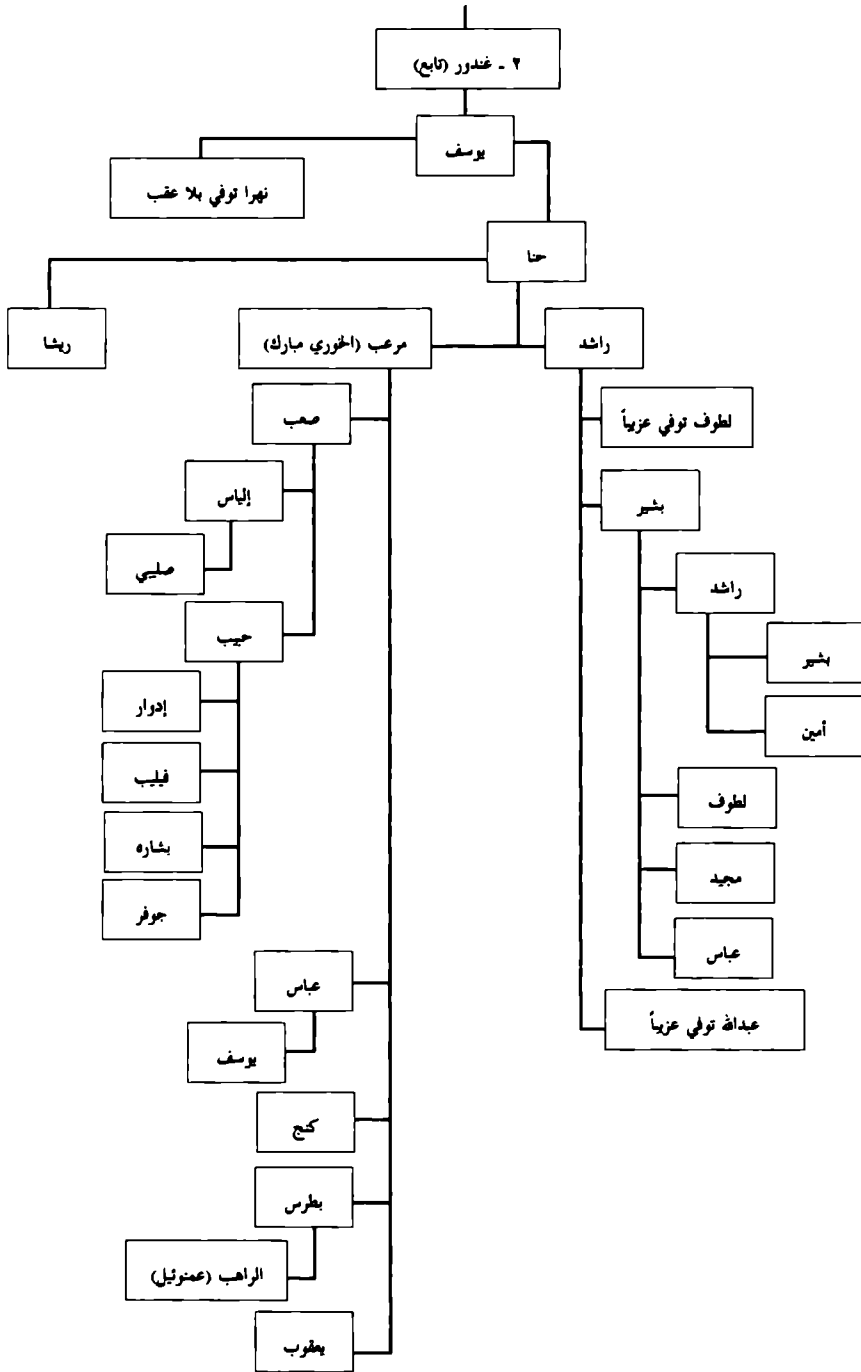 ٢ - غندور (تابع)
يوسف
نهرا توفي بلا عقب
حنا
راشد
مرعب (الخوري مبارك)
ريشا
لطوف توفي عزيباً
بشير
راشد
بشير
أمين
لطوف
مجيد
عباس
عبدالله توفي عزيباً
صعب
إلياس
صليبي
حبيب
إدوار
فيليب
بشاره
جوفر
عباس
يوسف
كنج
بطرس
الراهب (عمنوئيل)
يعقوب